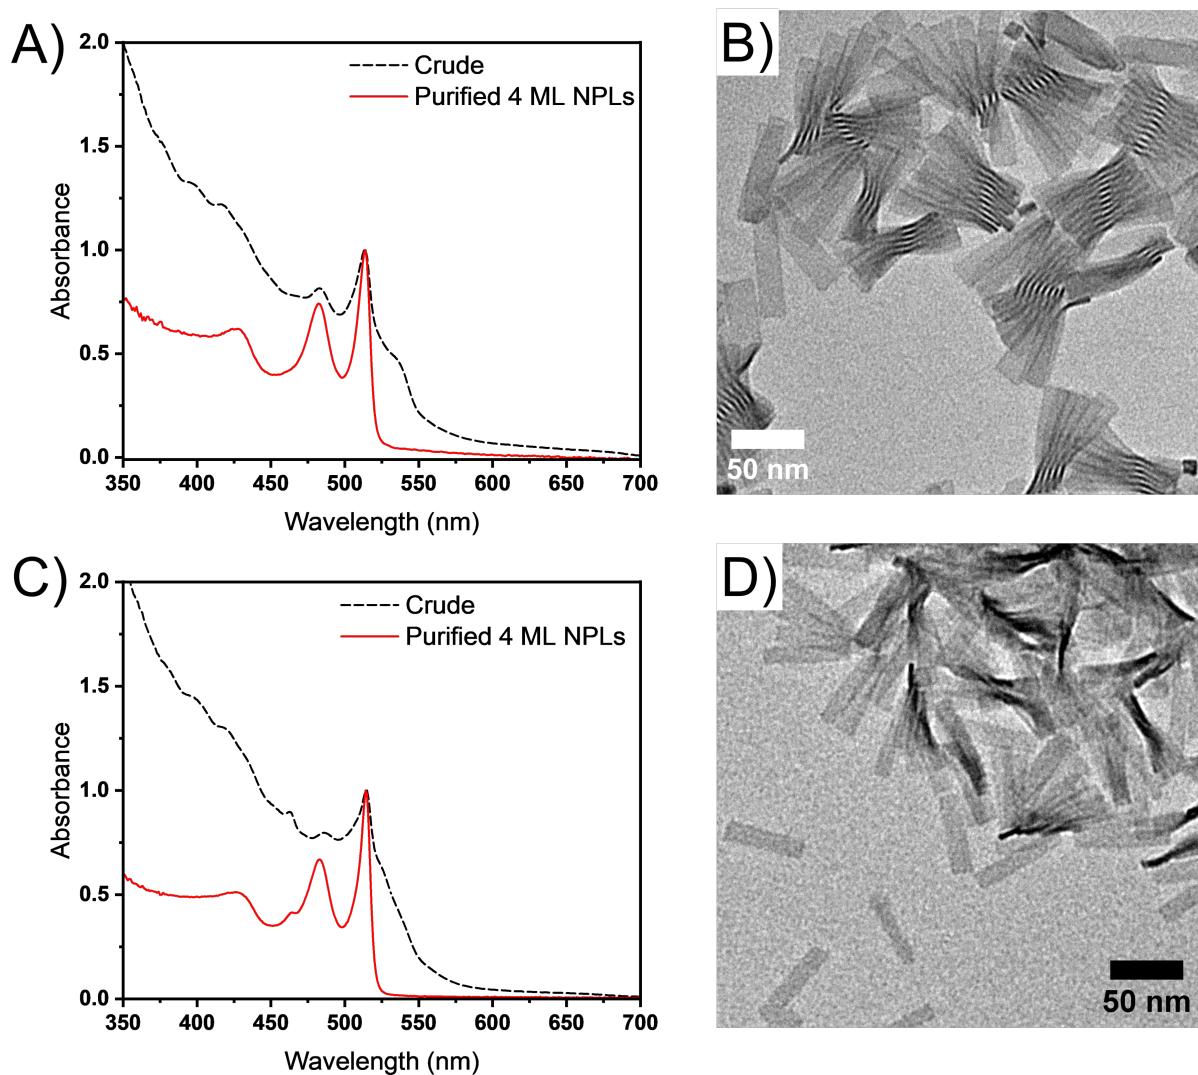 A)
2.0
1.5
1.0
0.5
0.0
Absorbance
Crude
Purified 4 ML NPLs
350 400 450 500 550 600 650 700
Wavelength (nm)
B)
50 nm
C)
2.0
1.5
1.0
0.5
0.0
Absorbance
Crude
Purified 4 ML NPLs
350 400 450 500 550 600 650 700
Wavelength (nm)
D)
50 nm